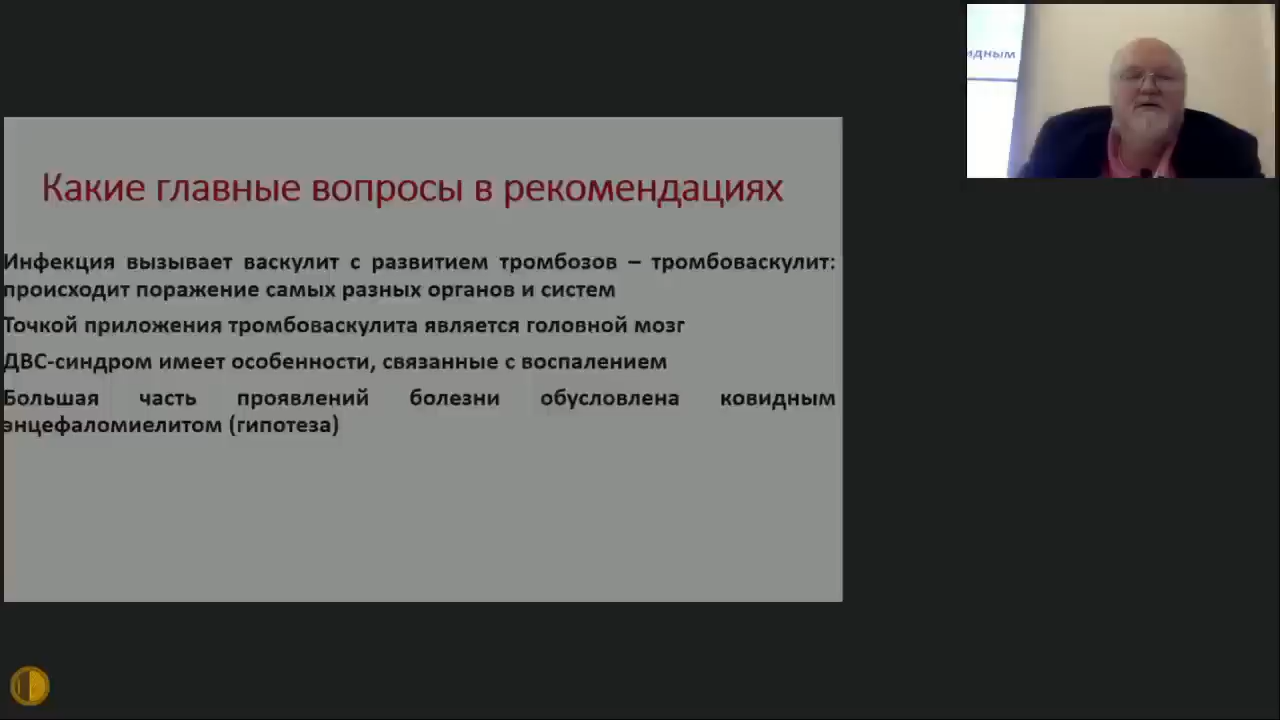 идным
Какие главные вопросы в рекомендациях
Инфекция вызывает васкулит с развитием тромбозов – тромбоваскулит:
происходит поражение самых разных органов и систем
Точкой приложения тромбоваскулита является головной мозг
ДВС-синдром имеет особенности, связанные с воспалением
Большая часть проявлений болезни обусловлена ковидным
энцефаломиелитом (гипотеза)